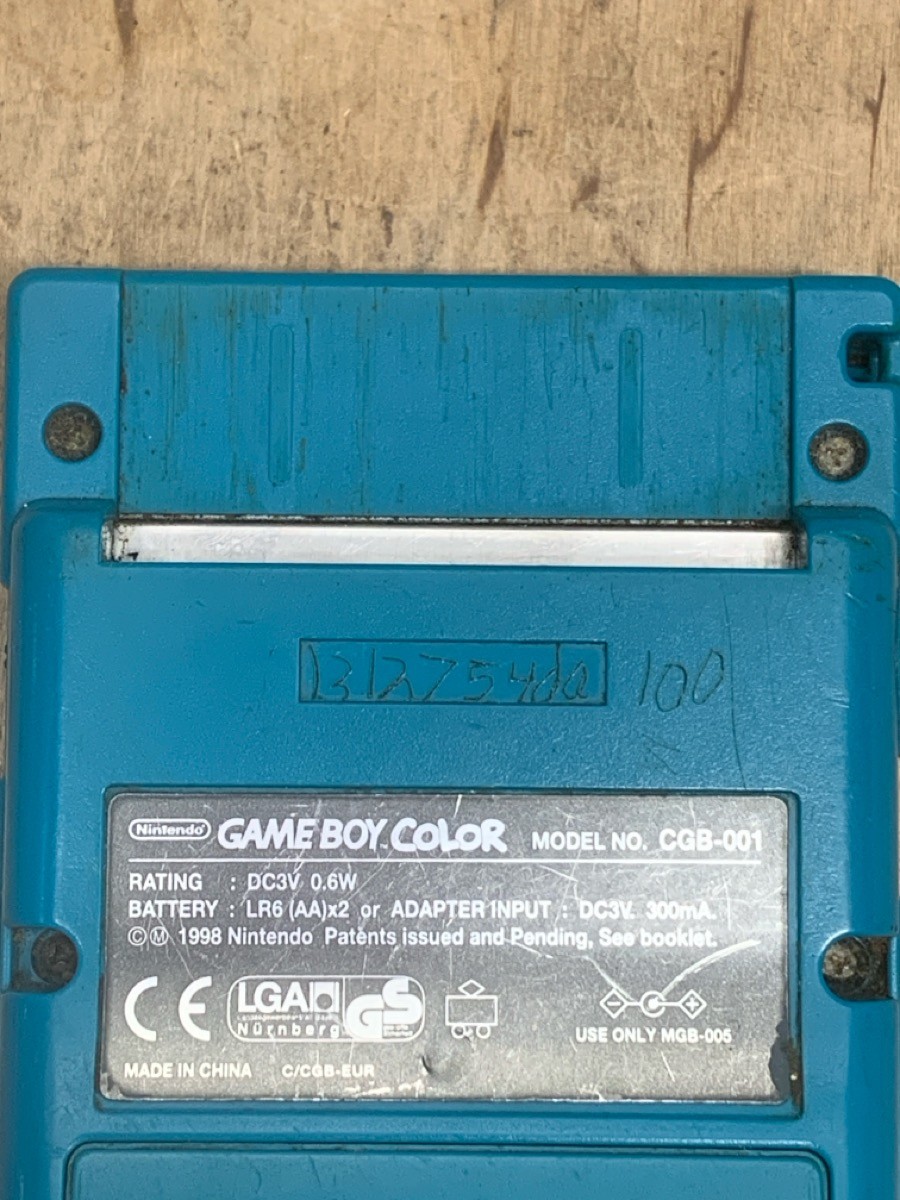 131275400 100
Nintendo GAME BOY COLOR MODEL NO. CGB-001
RATING : DC3V 0.6W
BATTERY : LR6 (AA)x2 or ADAPTER INPUT : DC3V 300mA.
©Ⓜ 1998 Nintendo Patents issued and Pending, See booklet.
CE LGA GS
Nürnberg
USE ONLY MGB-005
MADE IN CHINA C/CGB-EUR